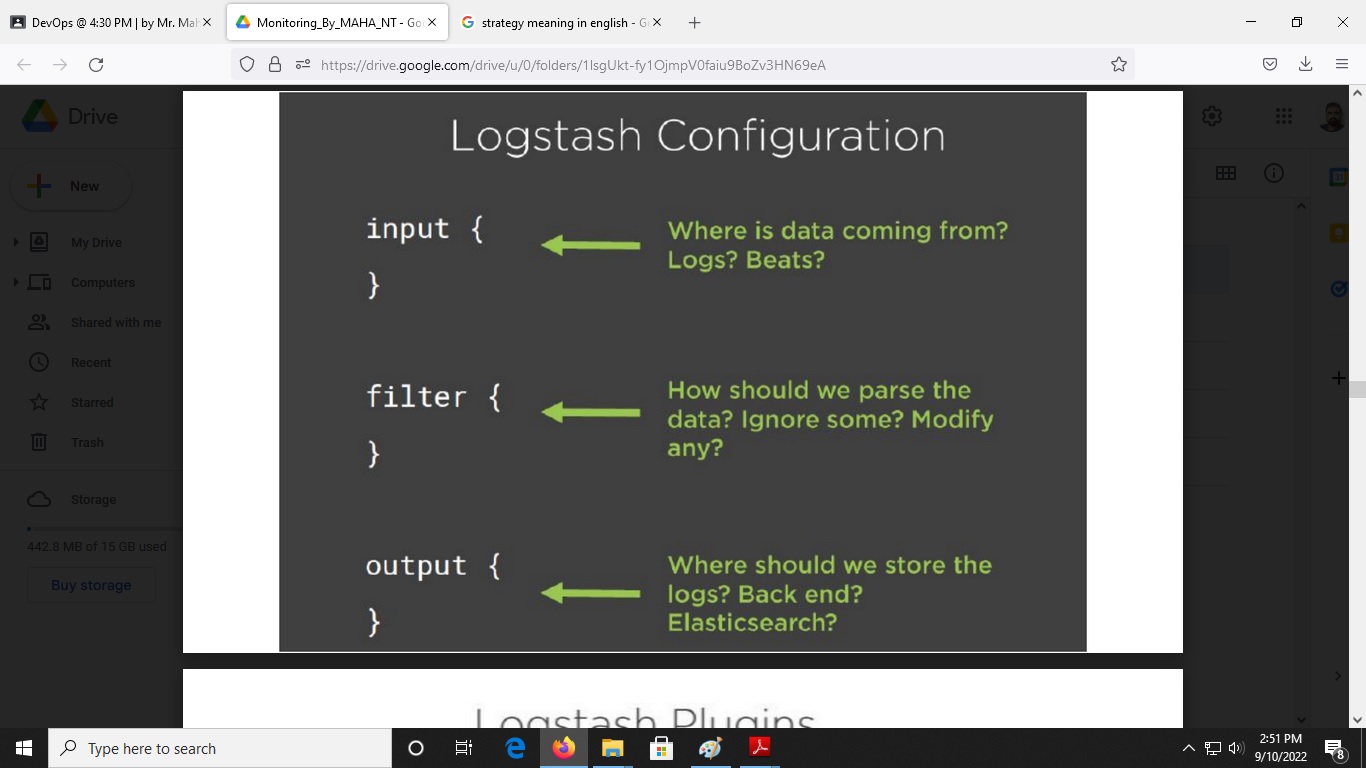 DevOps @ 4:30 PM | by Mr. Mah
Monitoring_By_MAHA_NT - Goo
strategy meaning in english - Go
https://drive.google.com/drive/u/0/folders/1lsgUkt-fy1OjmpV0faiu9BoZv3HN69eA
Drive
New
My Drive
Computers
Shared with me
Recent
Starred
Trash
Storage
442.8 MB of 15 GB used
Buy storage
Logstash Configuration
input {
}
Where is data coming from?
Logs? Beats?
filter {
}
How should we parse the
data? Ignore some? Modify
any?
output {
}
Where should we store the
logs? Back end?
Elasticsearch?
Logstash Plugins
Type here to search
2:51 PM
9/10/2022
8